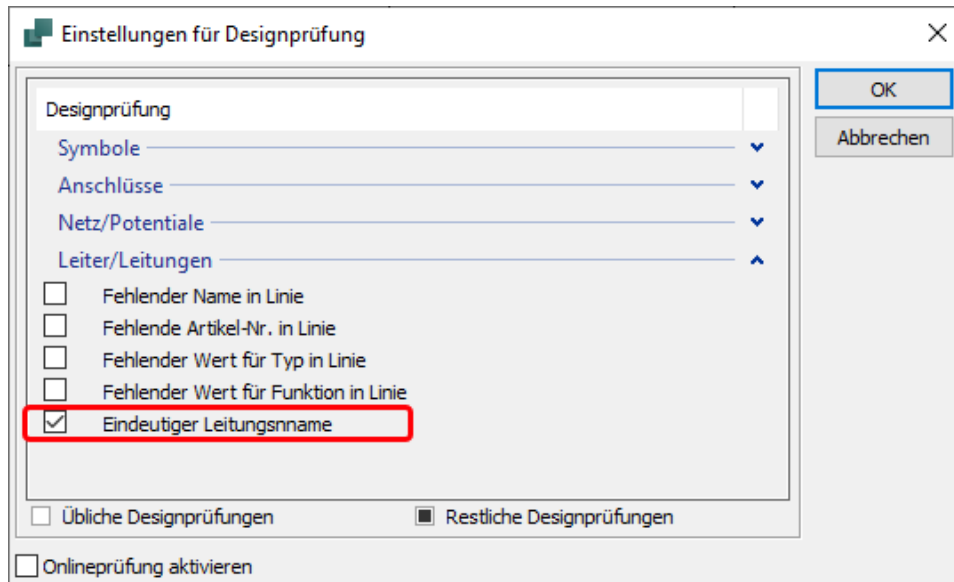 Einstellungen für Designprüfung
OK
Abbrechen
Designprüfung
Symbole
Anschlüsse
Netz/Potentiale
Leiter/Leitungen
Fehlender Name in Linie
Fehlende Artikel-Nr. in Linie
Fehlender Wert für Typ in Linie
Fehlender Wert für Funktion in Linie
Eindeutiger Leitungsnname
Übliche Designprüfungen
Restliche Designprüfungen
Onlineprüfung aktivieren